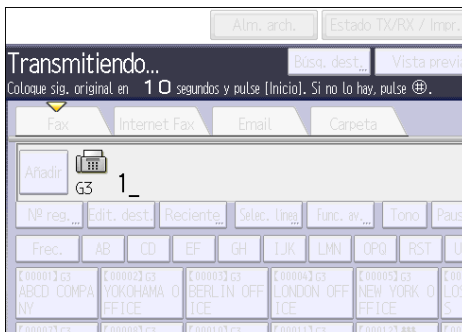 Alm. arch. Estado TX/RX / Impr.
Transmitiendo... Búsq. dest. Vista previa
Coloque sig. original en 10 segundos y pulse [Inicio]. Si no lo hay, pulse ⌗.
Fax Internet Fax Email Carpeta
Añadir
G3 1_
Nº reg. Edit. dest. Reciente Selec. línea Func. av. Tono Paus
Frec. AB CD EF GH IJK LMN OPQ RST U
[00001] G3 [00002] G3 [00003] G3 [00004] G3 [00005] G3 [0000
ABCD COMPA YOKOHAMA O BERLIN OFF LONDON OFF NEW YORK O LOS
NY FFICE ICE ICE FFICE S